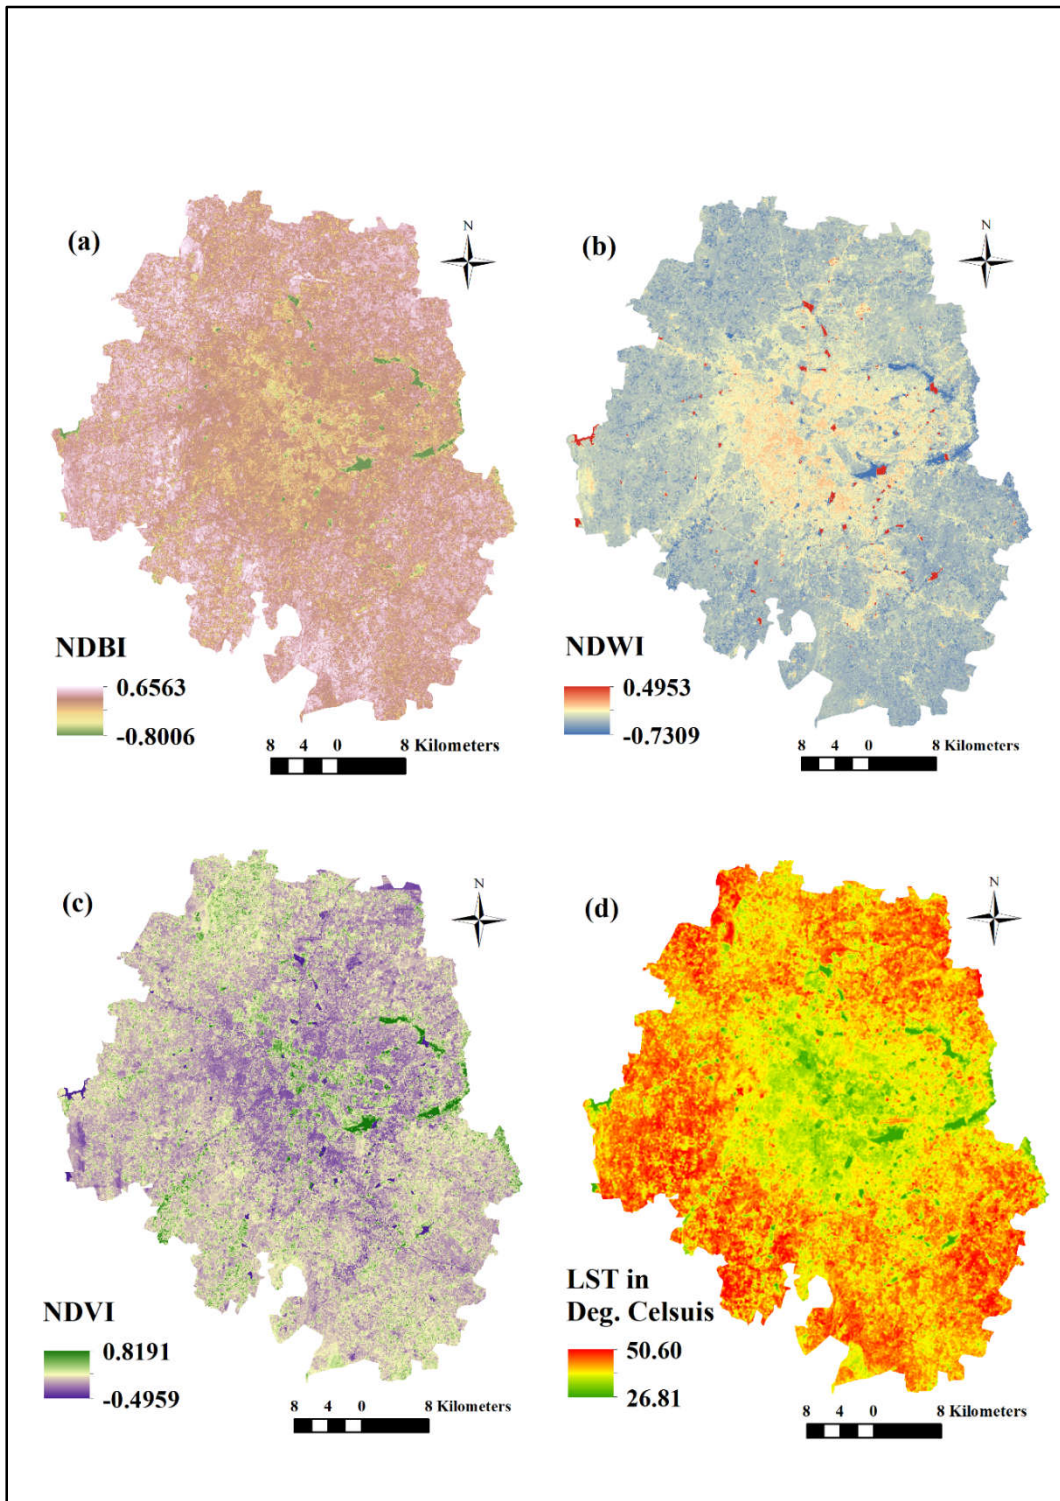 (a)
N
NDBI
0.6563
-0.8006
8 4 0 8 Kilometers
(b)
N
NDWI
0.4953
-0.7309
8 4 0 8 Kilometers
(c)
N
NDVI
0.8191
-0.4959
8 4 0 8 Kilometers
(d)
N
LST in
Deg. Celsuis
50.60
26.81
8 4 0 8 Kilometers